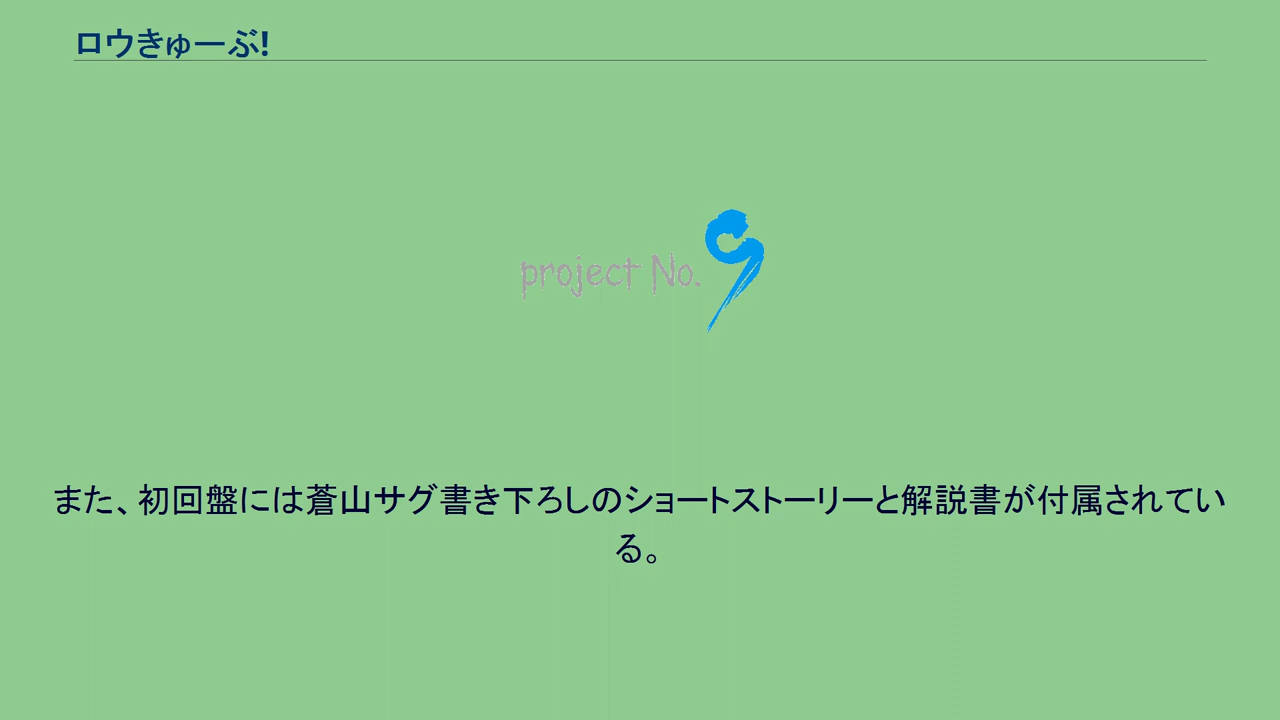 ロウきゅーぶ!
project No.9
また、初回盤には蒼山サグ書き下ろしのショートストーリーと解説書が付属されてい
る。